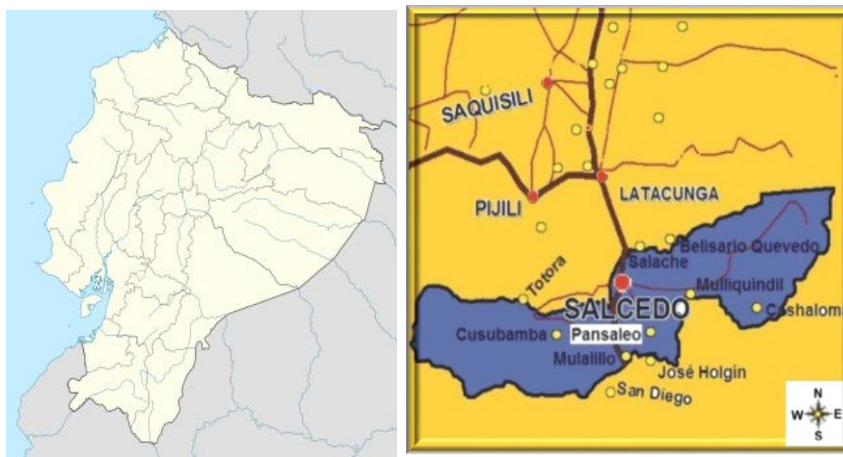 SAQUISILI
LATACUNGA
PIJILI
Belisario Quevedo
Salache
Mulliquindil
Totora
SALCEDO
Cashaloma
Cusubamba
Pansaleo
Mulalillo
José Holgin
San Diego
N
W E
S